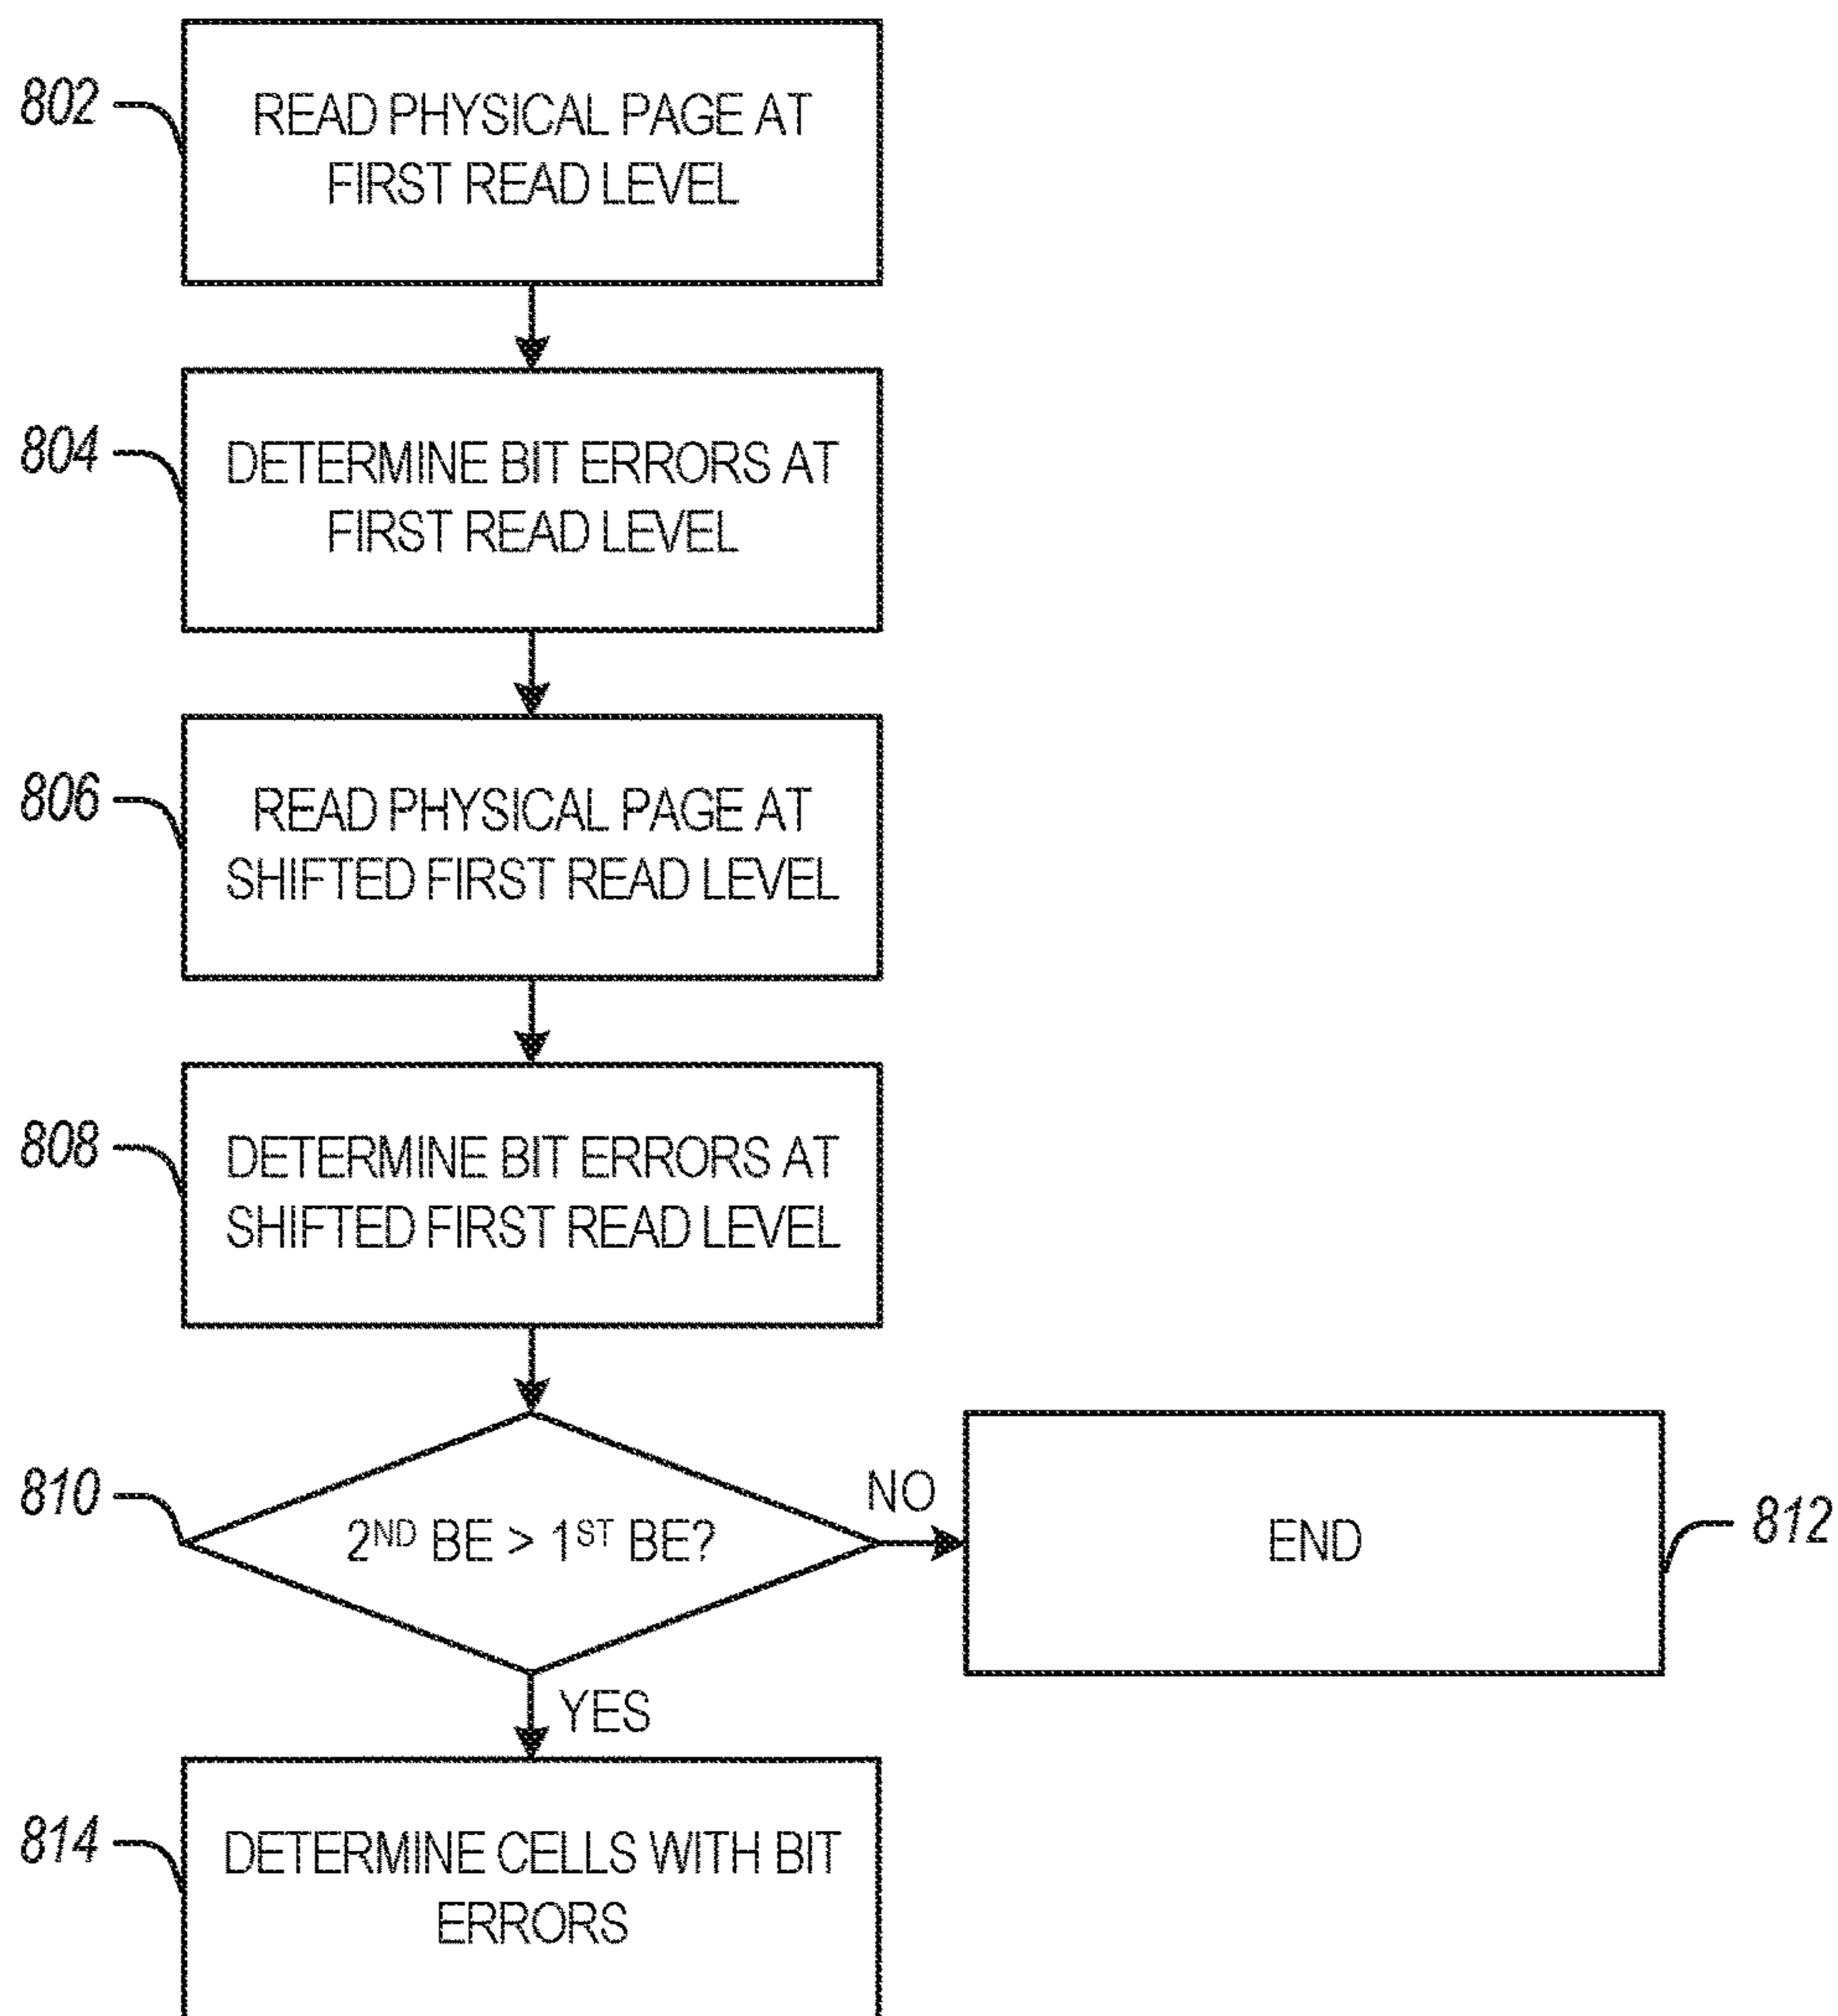 802
READ PHYSICAL PAGE AT
FIRST READ LEVEL
804
DETERMINE BIT ERRORS AT
FIRST READ LEVEL
806
READ PHYSICAL PAGE AT
SHIFTED FIRST READ LEVEL
808
DETERMINE BIT ERRORS AT
SHIFTED FIRST READ LEVEL
810
2ND BE > 1ST BE?
NO
END
812
YES
814
DETERMINE CELLS WITH BIT
ERRORS